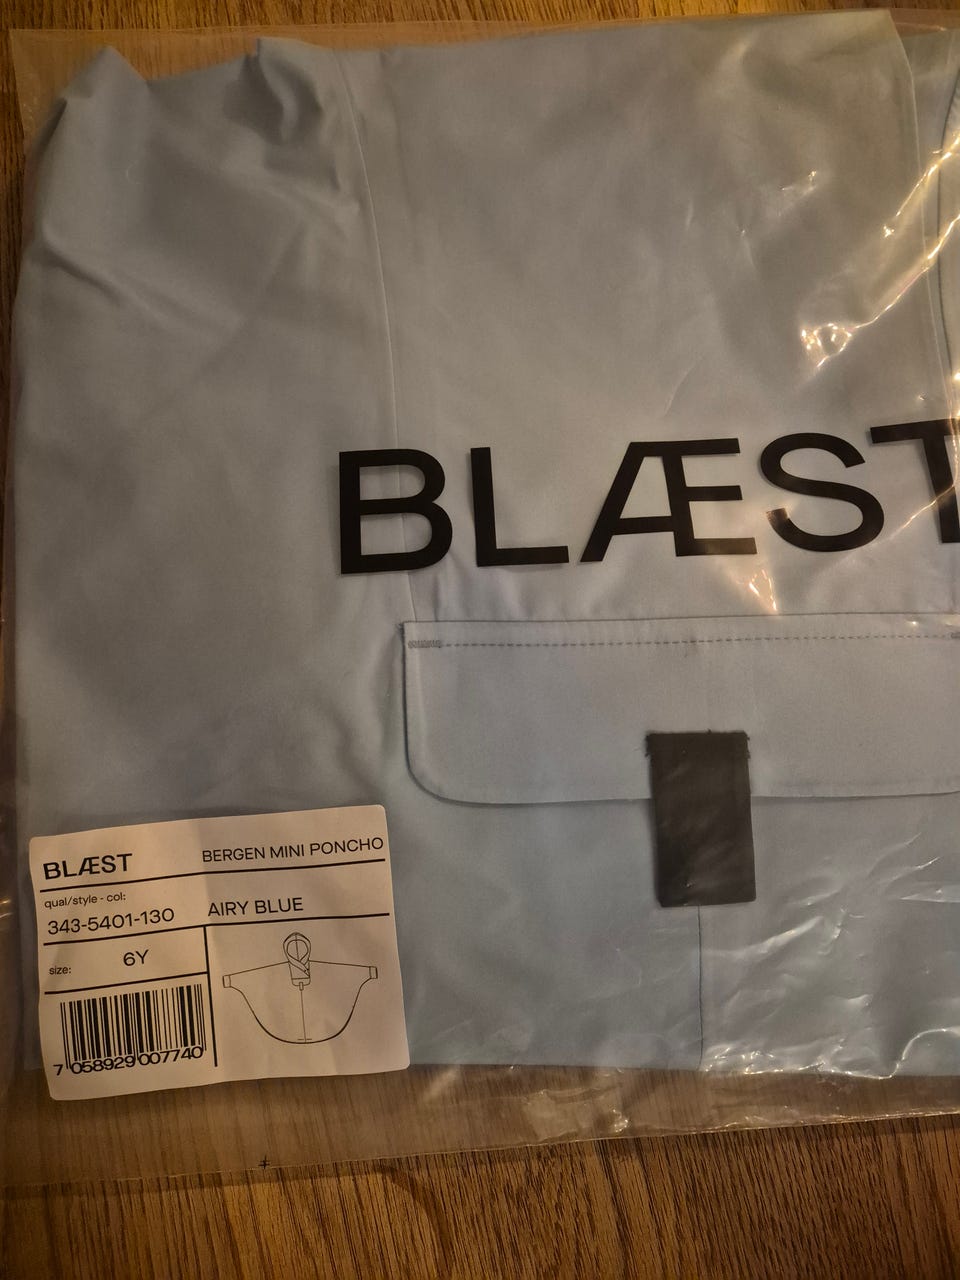 BLÆST
BLÆST BERGEN MINI PONCHO
qual/style - col:
343-5401-130 AIRY BLUE
size: 6Y
7 058929 007740